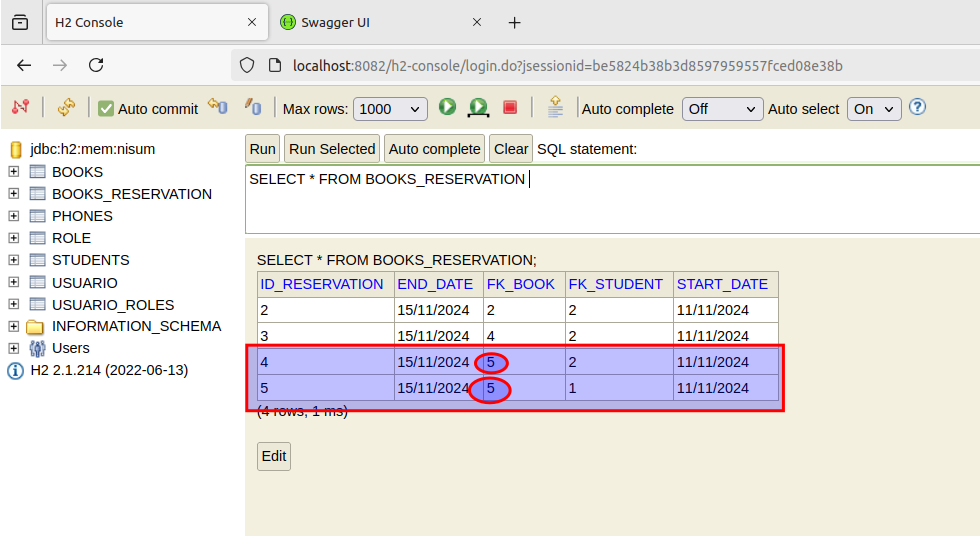 H2 Console
Swagger UI
localhost:8082/h2-console/login.do?jsessionid=be5824b38b3d8597959557fced08e38b
Auto commit Max rows: 1000 Auto complete Off Auto select On
jdbc:h2:mem:nisum
BOOKS
BOOKS_RESERVATION
PHONES
ROLE
STUDENTS
USUARIO
USUARIO_ROLES
INFORMATION_SCHEMA
Users
H2 2.1.214 (2022-06-13)
Run Run Selected Auto complete Clear SQL statement:
SELECT * FROM BOOKS_RESERVATION
SELECT * FROM BOOKS_RESERVATION;
ID_RESERVATION END_DATE FK_BOOK FK_STUDENT START_DATE
2 15/11/2024 2 2 11/11/2024
3 15/11/2024 4 2 11/11/2024
4 15/11/2024 5 2 11/11/2024
5 15/11/2024 5 1 11/11/2024
(4 rows, 1 ms)
Edit